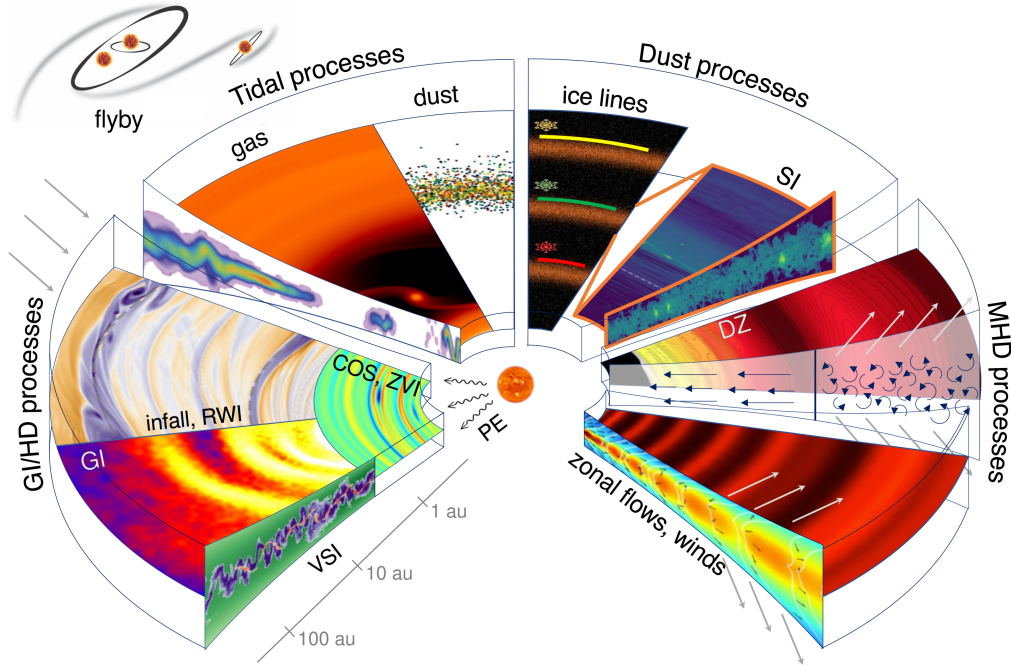 flyby
Tidal processes
Dust processes
gas
dust
ice lines
SI
GI/HD processes
MHD processes
DZ
COS, ZVI
infall, RWI
GI
VSI
PE
zonal flows, winds
1 au
10 au
100 au